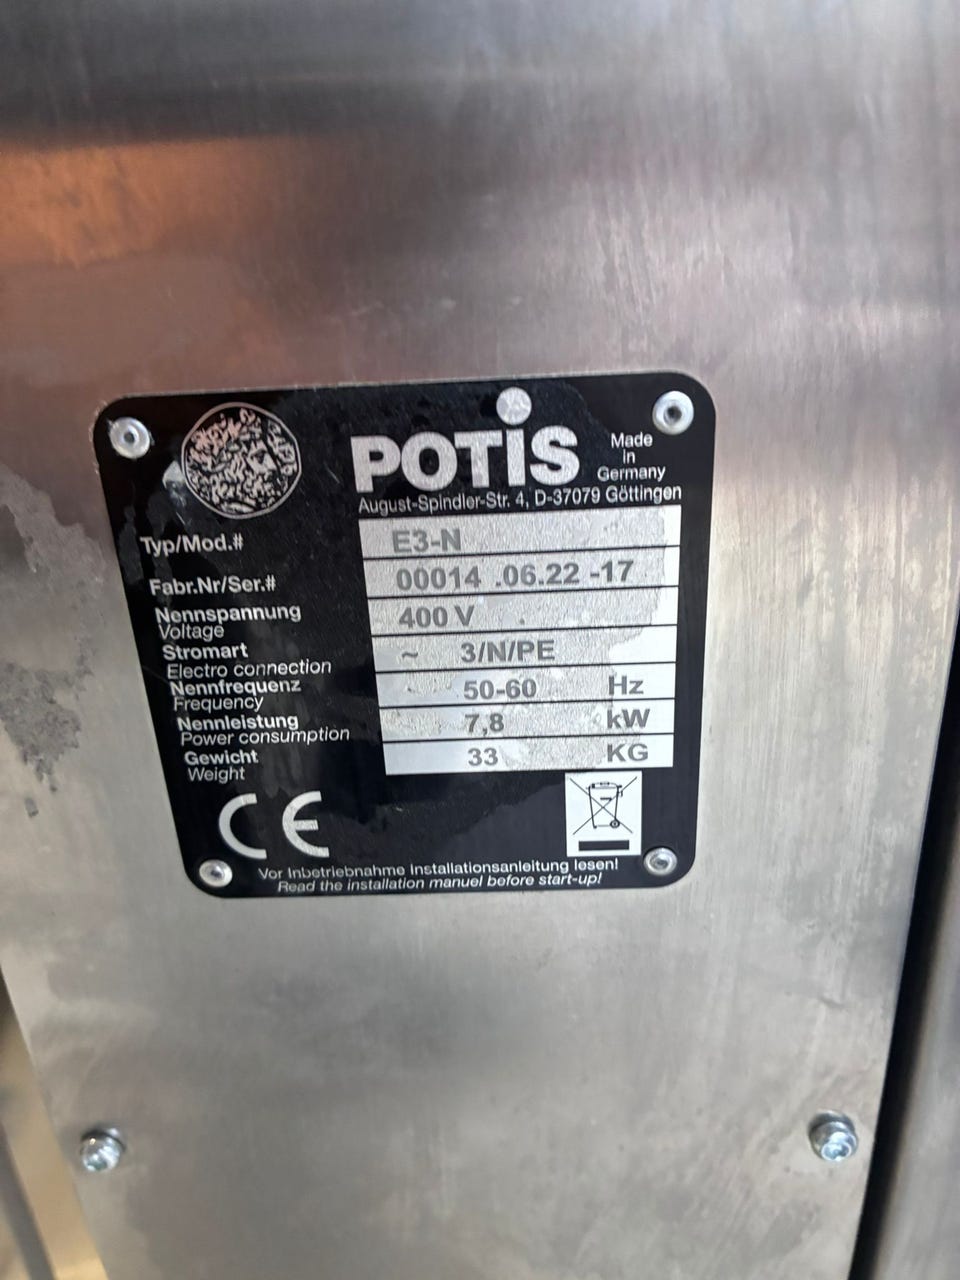 POTiS
Made
in
Germany
August-Spindler-Str. 4, D-37079 Göttingen
Typ/Mod.# E3-N
Fabr.Nr/Ser.# 00014 .06.22 -17
Nennspannung 400 V
Voltage
Stromart ~ 3/N/PE
Electro connection
Nennfrequenz 50-60 Hz
Frequency
Nennleistung 7,8 kW
Power consumption
Gewicht 33 KG
Weight
CE
Vor Inbetriebnahme Installationsanleitung lesen!
Read the installation manuel before start-up!